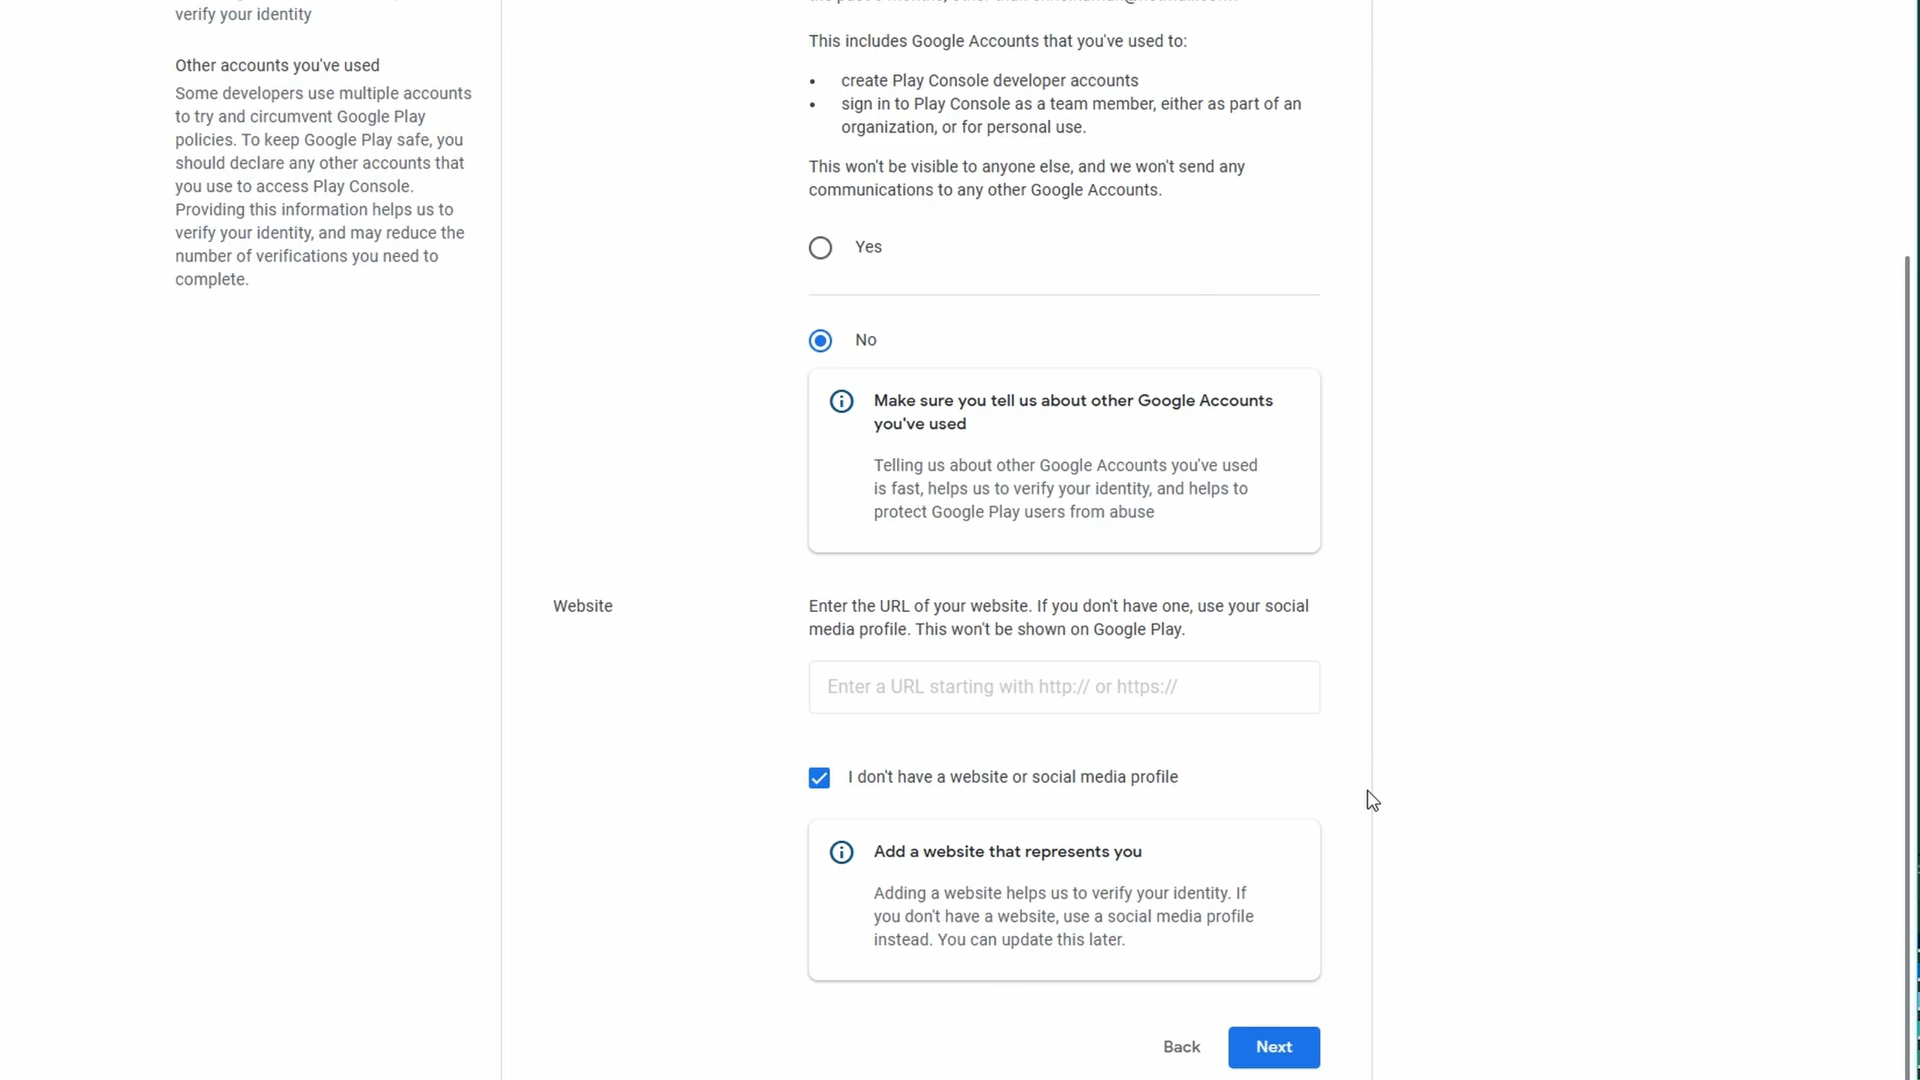 verify your identity
Other accounts you've used
Some developers use multiple accounts
to try and circumvent Google Play
policies. To keep Google Play safe, you
should declare any other accounts that
you use to access Play Console.
Providing this information helps us to
verify your identity, and may reduce the
number of verifications you need to
complete.
This includes Google Accounts that you've used to:
• create Play Console developer accounts
• sign in to Play Console as a team member, either as part of an
organization, or for personal use.
This won't be visible to anyone else, and we won't send any
communications to any other Google Accounts.
Yes
No
Make sure you tell us about other Google Accounts
you've used
Telling us about other Google Accounts you've used
is fast, helps us to verify your identity, and helps to
protect Google Play users from abuse
Website
Enter the URL of your website. If you don't have one, use your social
media profile. This won't be shown on Google Play.
Enter a URL starting with http:// or https://
I don't have a website or social media profile
Add a website that represents you
Adding a website helps us to verify your identity. If
you don't have a website, use a social media profile
instead. You can update this later.
Back
Next